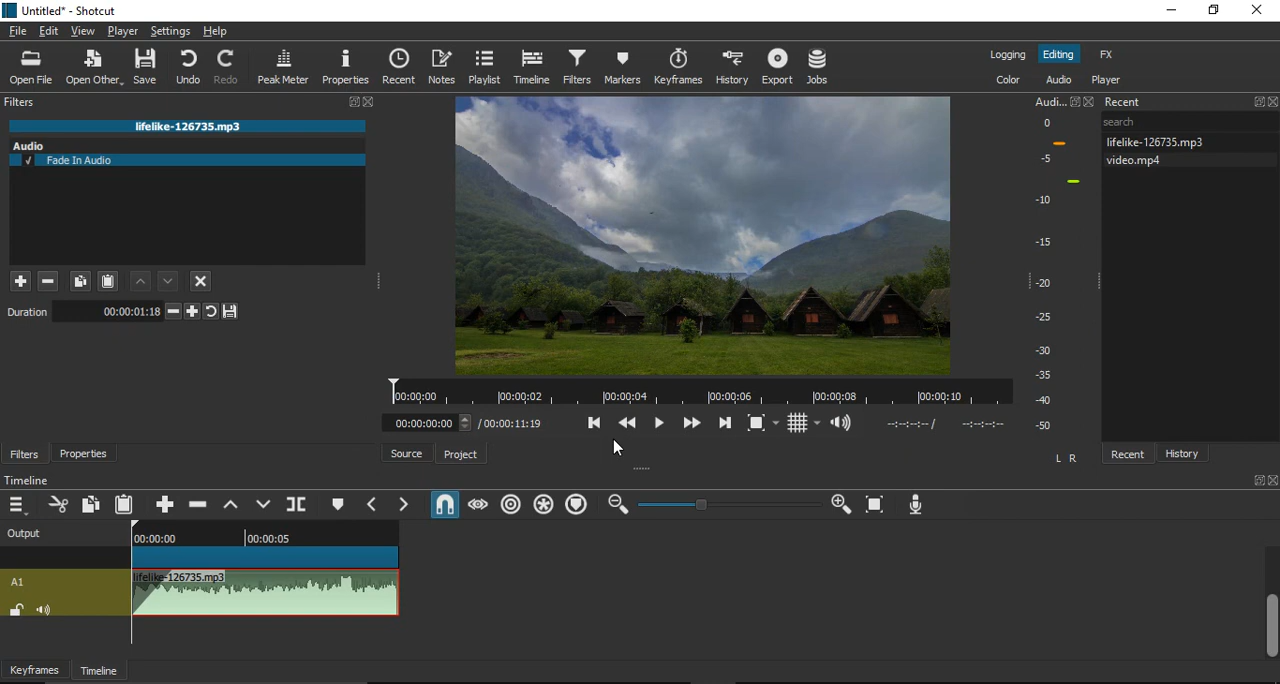 Untitled* - Shotcut
File Edit View Player Settings Help
Open File Open Other... Save Undo Redo Peak Meter Properties Recent Notes Playlist Timeline Filters Markers Keyframes History Export Jobs
Logging Editing FX
Color Audio Player
Filters
lifelike-126735.mp3
Audio
✓ Fade In Audio
Duration 00:00:01:18
Filters Properties
00:00:00 00:00:02 00:00:04 00:00:06 00:00:08 00:00:10
00:00:00:00 / 00:00:11:19
--:--:--:-- / --:--:--:--
Source Project
Audi...
0
-5
-10
-15
-20
-25
-30
-35
-40
-50
L R
Recent
search
lifelike-126735.mp3
video.mp4
Recent History
Timeline
Output
00:00:00 00:00:05
A1
lifelike-126735.mp3
Keyframes Timeline